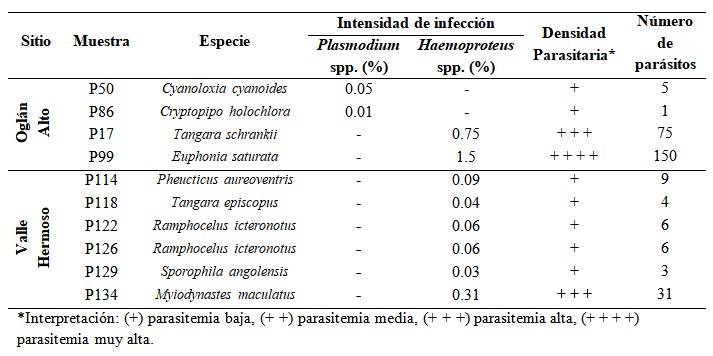 Sitio Muestra Especie Intensidad de infección Densidad Parasitaria* Número de parásitos
Plasmodium spp. (%) Haemoproteus spp. (%)
Oglán Alto
P50 Cyanoloxia cyanoides 0.05 - + 5
P86 Cryptopipo holochlora 0.01 - + 1
P17 Tangara schrankii - 0.75 + + + 75
P99 Euphonia saturata - 1.5 + + + + 150
Valle Hermoso
P114 Pheucticus aureoventris - 0.09 + 9
P118 Tangara episcopus - 0.04 + 4
P122 Ramphocelus icteronotus - 0.06 + 6
P126 Ramphocelus icteronotus - 0.06 + 6
P129 Sporophila angolensis - 0.03 + 3
P134 Myiodynastes maculatus - 0.31 + + + 31
*Interpretación: (+) parasitemia baja, (+ +) parasitemia media, (+ + +) parasitemia alta, (+ + + +)
parasitemia muy alta.